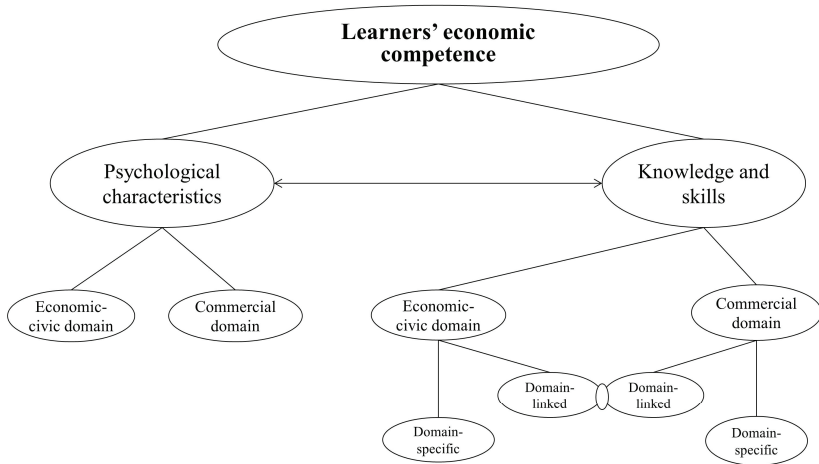 Learners’ economic
competence
Psychological
characteristics
Knowledge and
skills
Economic-
civic domain
Commercial
domain
Economic-
civic domain
Commercial
domain
Domain-
linked
Domain-
linked
Domain-
specific
Domain-
specific